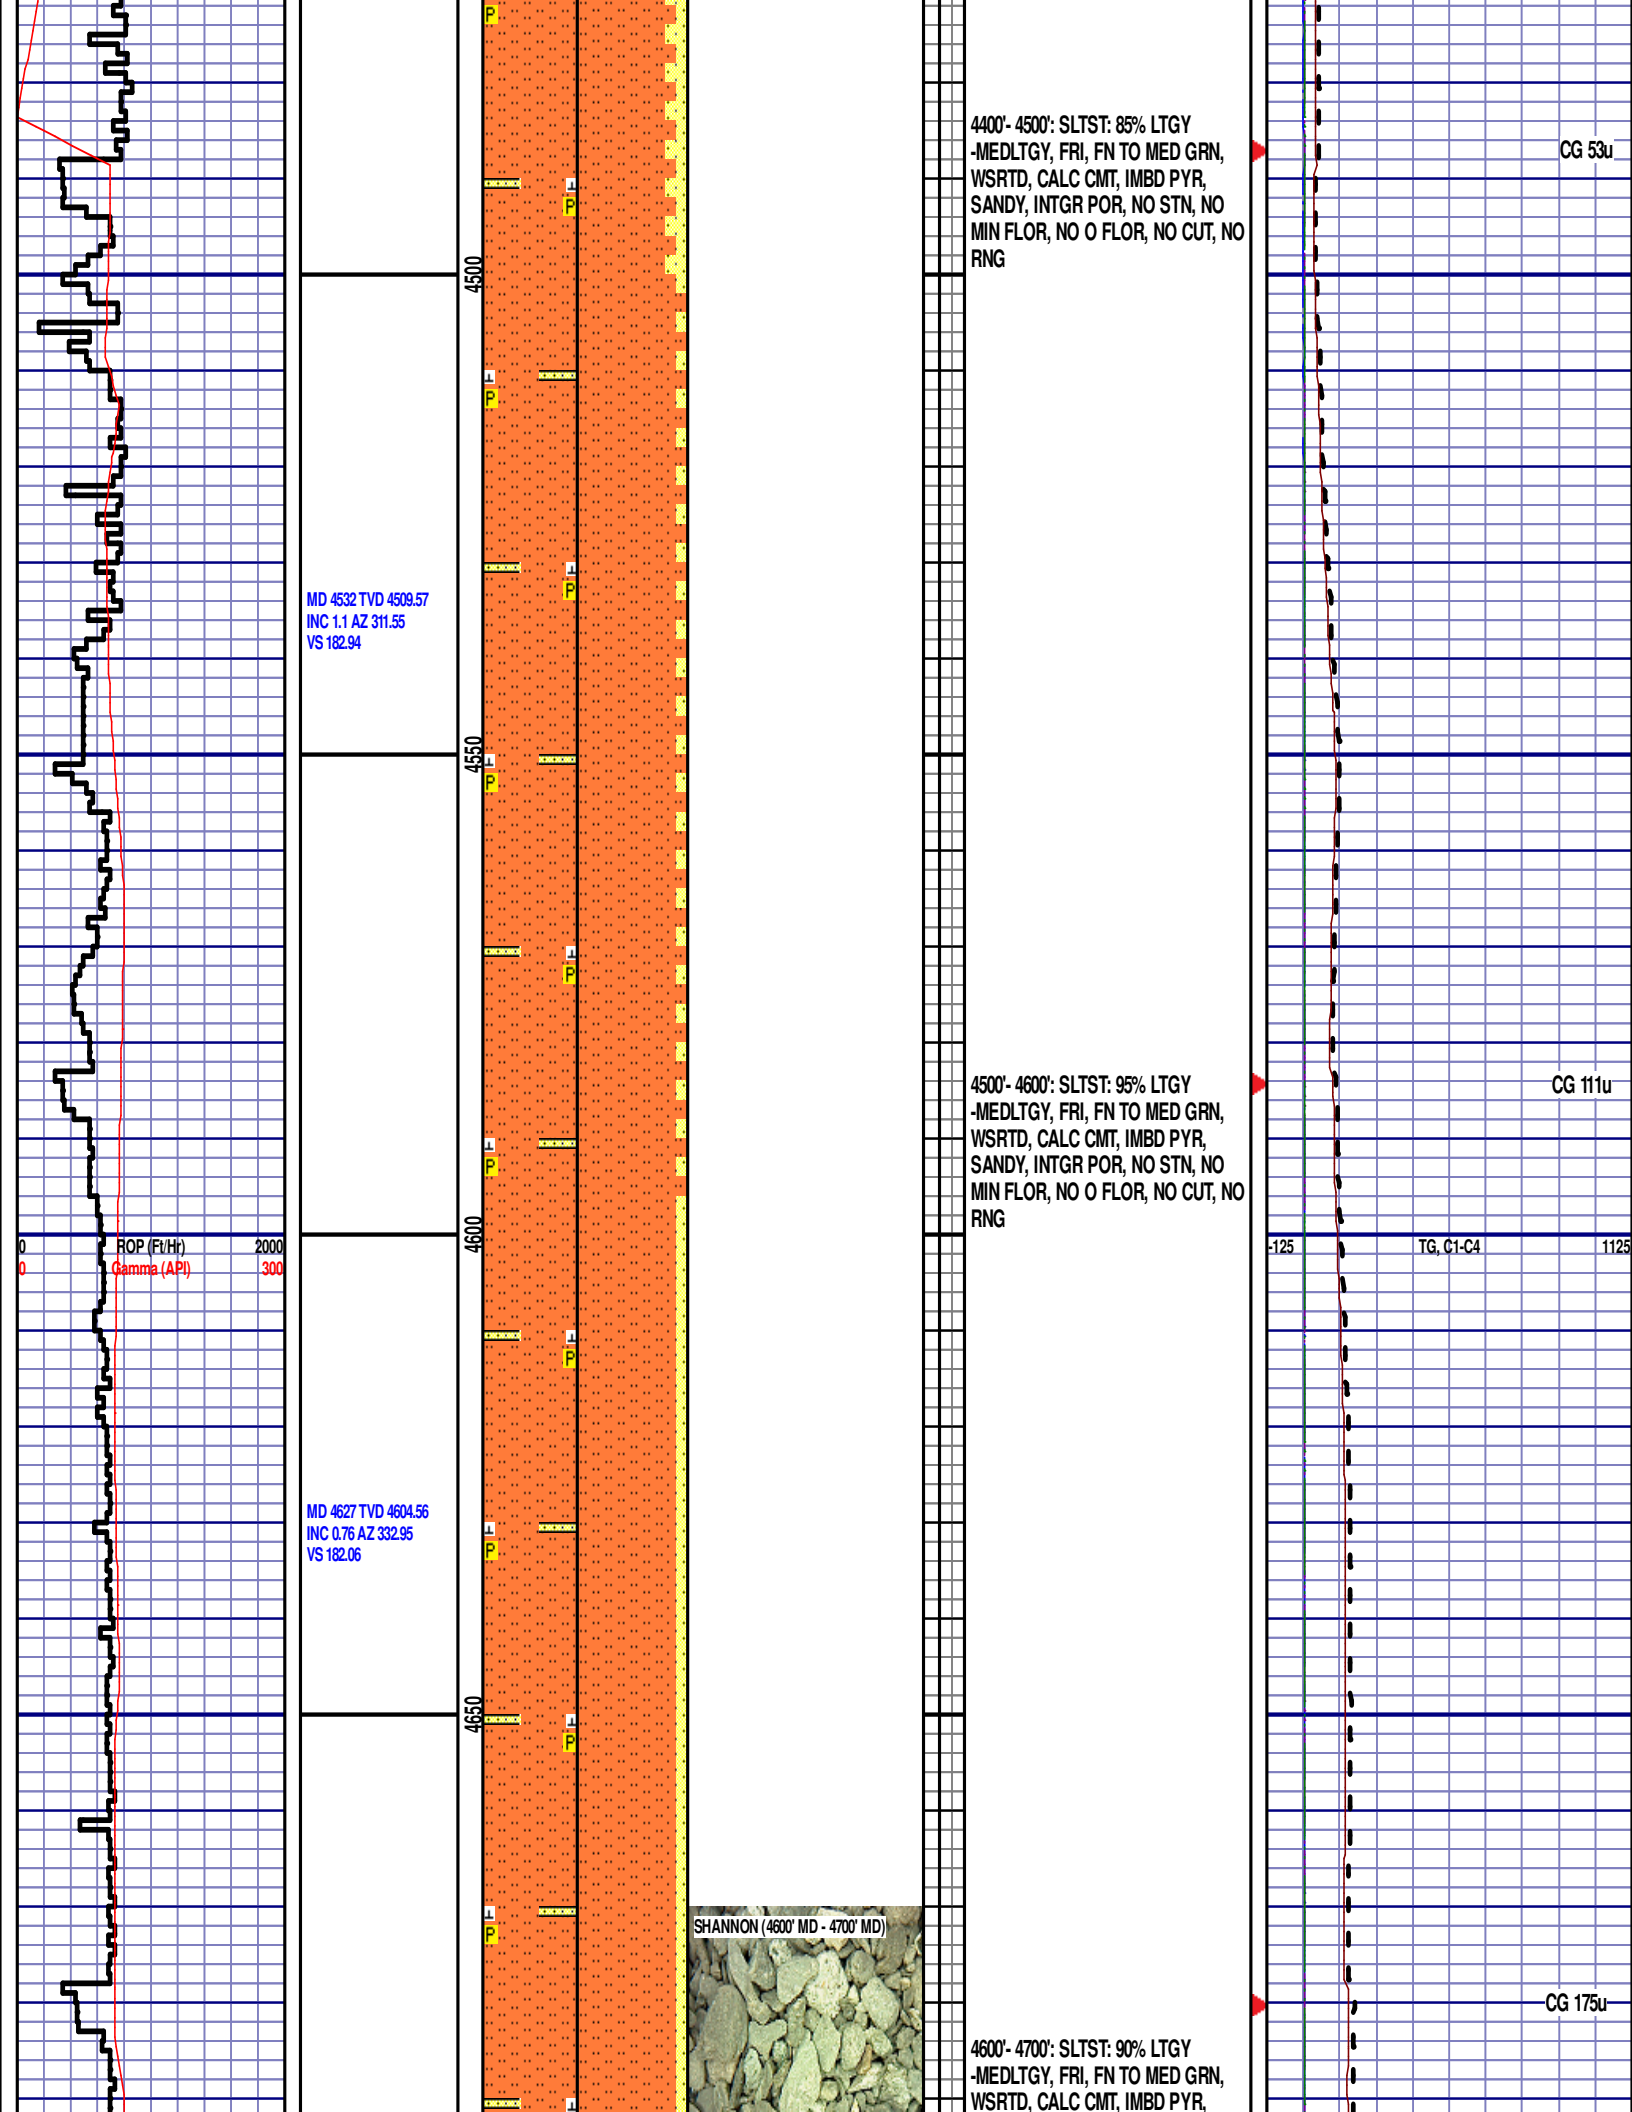 P
4400'- 4500': SLTST: 85% LTGY
-MEDLTGY, FRI, FN TO MED GRN,
WSRTD, CALC CMT, IMBD PYR,
SANDY, INTGR POR, NO STN, NO
MIN FLOR, NO O FLOR, NO CUT, NO
RNG
CG 53u
P
4500
P
P
MD 4532 TVD 4509.57
INC 1.1 AZ 311.55
VS 182.94
4550
P
P
4500'- 4600': SLTST: 95% LTGY
-MEDLTGY, FRI, FN TO MED GRN,
WSRTD, CALC CMT, IMBD PYR,
SANDY, INTGR POR, NO STN, NO
MIN FLOR, NO O FLOR, NO CUT, NO
RNG
CG 111u
P
4600
0 ROP (Ft/Hr) 2000
0 Gamma (API) 300
-125 TG, C1-C4 1125
P
MD 4627 TVD 4604.56
INC 0.76 AZ 332.95
VS 182.06
P
4650
P
P
SHANNON (4600' MD - 4700' MD)
CG 175u
4600'- 4700': SLTST: 90% LTGY
-MEDLTGY, FRI, FN TO MED GRN,
WSRTD, CALC CMT, IMBD PYR,